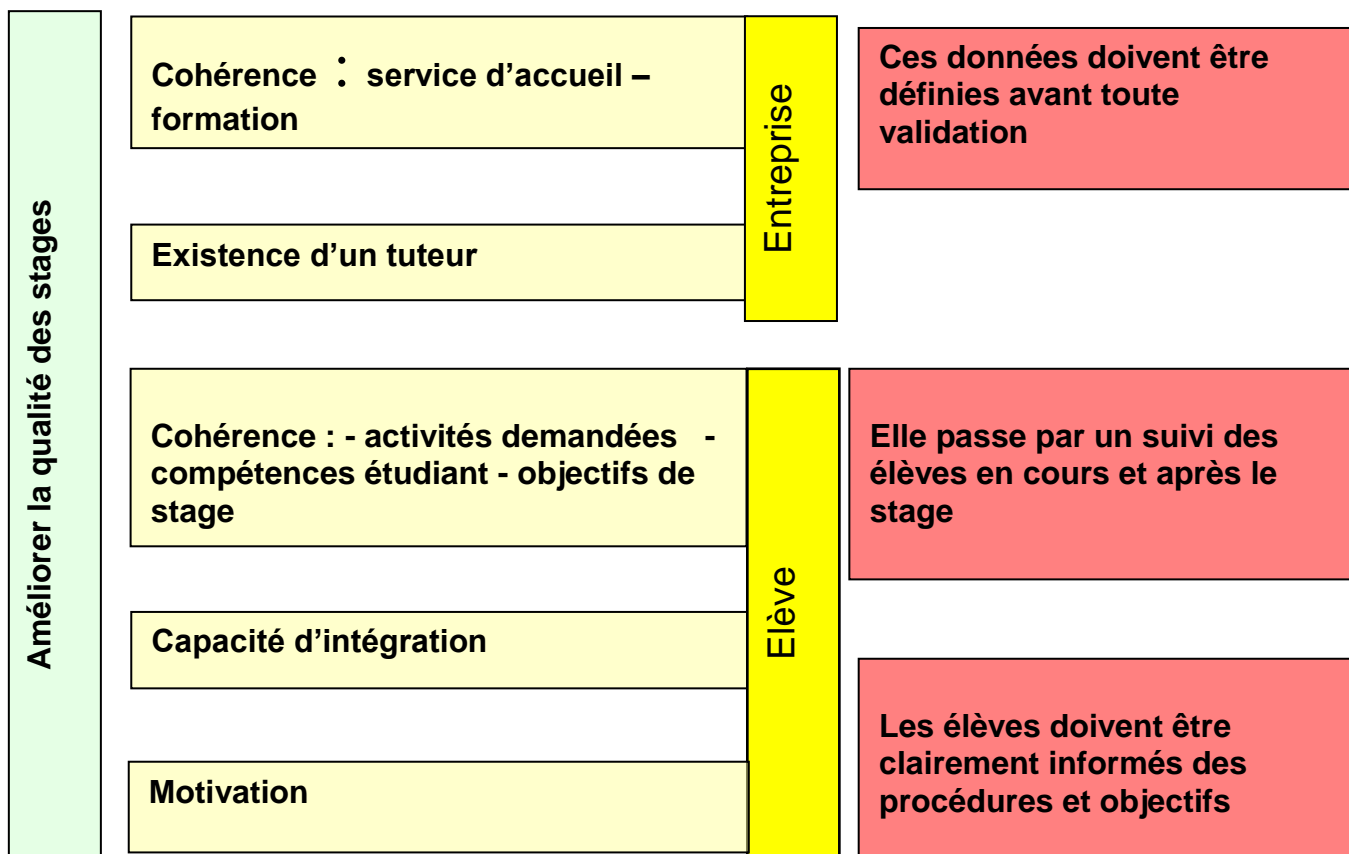 Améliorer la qualité des stages
Cohérence : service d’accueil –
formation
Existence d’un tuteur
Entreprise
Ces données doivent être
définies avant toute
validation
Cohérence : - activités demandées -
compétences étudiant - objectifs de
stage
Capacité d’intégration
Motivation
Elève
Elle passe par un suivi des
élèves en cours et après le
stage
Les élèves doivent être
clairement informés des
procédures et objectifs